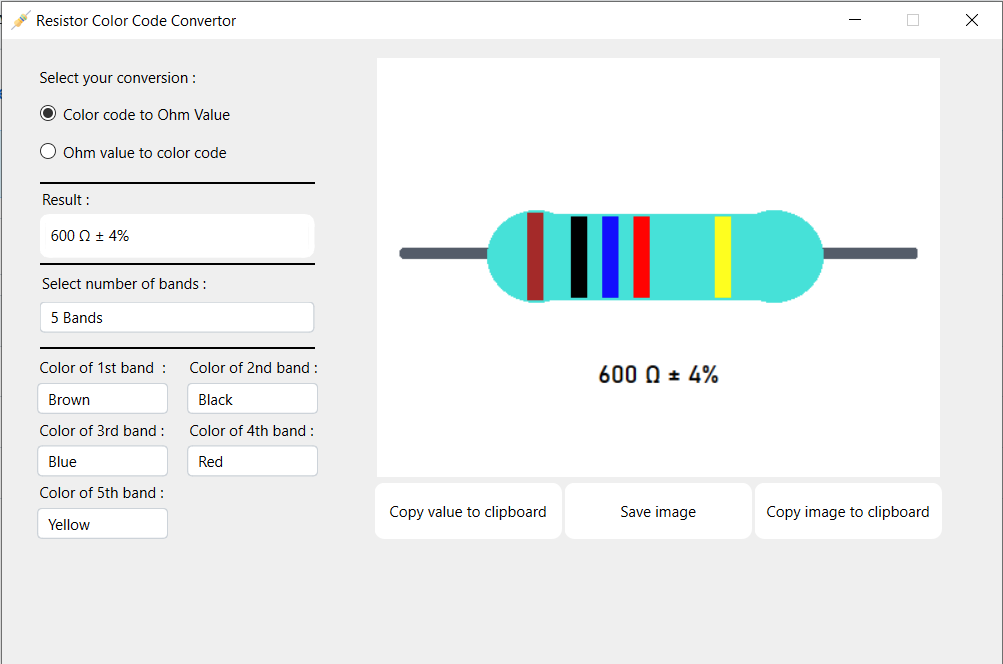 Resistor Color Code Convertor
Select your conversion :
Color code to Ohm Value
Ohm value to color code
Result :
600 Ω ± 4%
Select number of bands :
5 Bands
Color of 1st band : Color of 2nd band :
Brown Black
Color of 3rd band : Color of 4th band :
Blue Red
Color of 5th band :
Yellow
600 Ω ± 4%
Copy value to clipboard Save image Copy image to clipboard